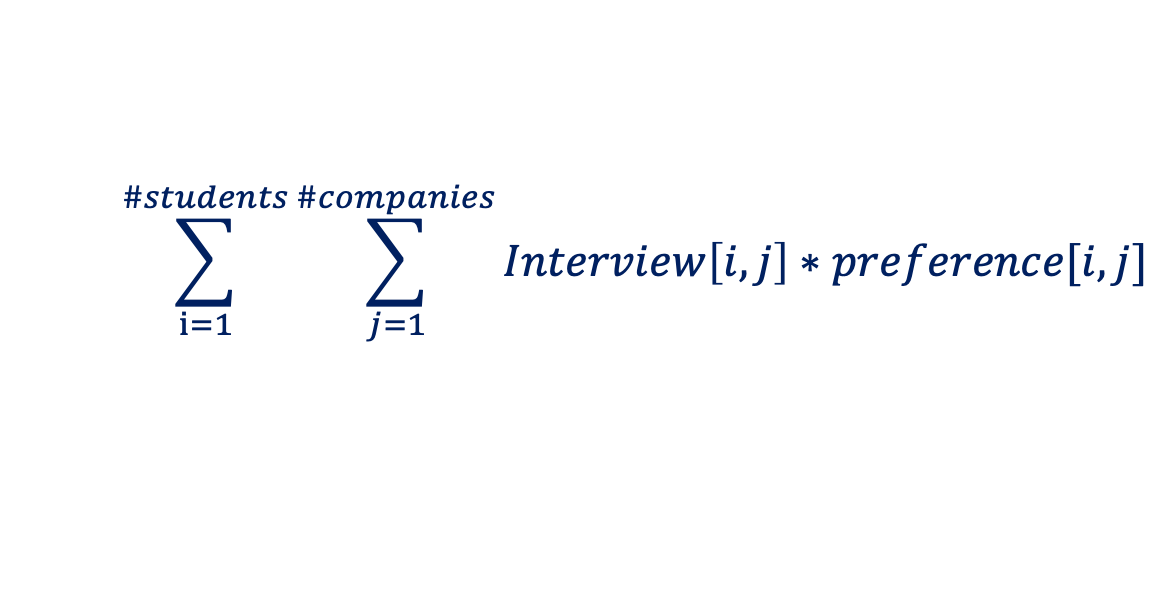 #students #companies
∑ ∑ Interview[i, j] * preference[i, j]
i=1 j=1